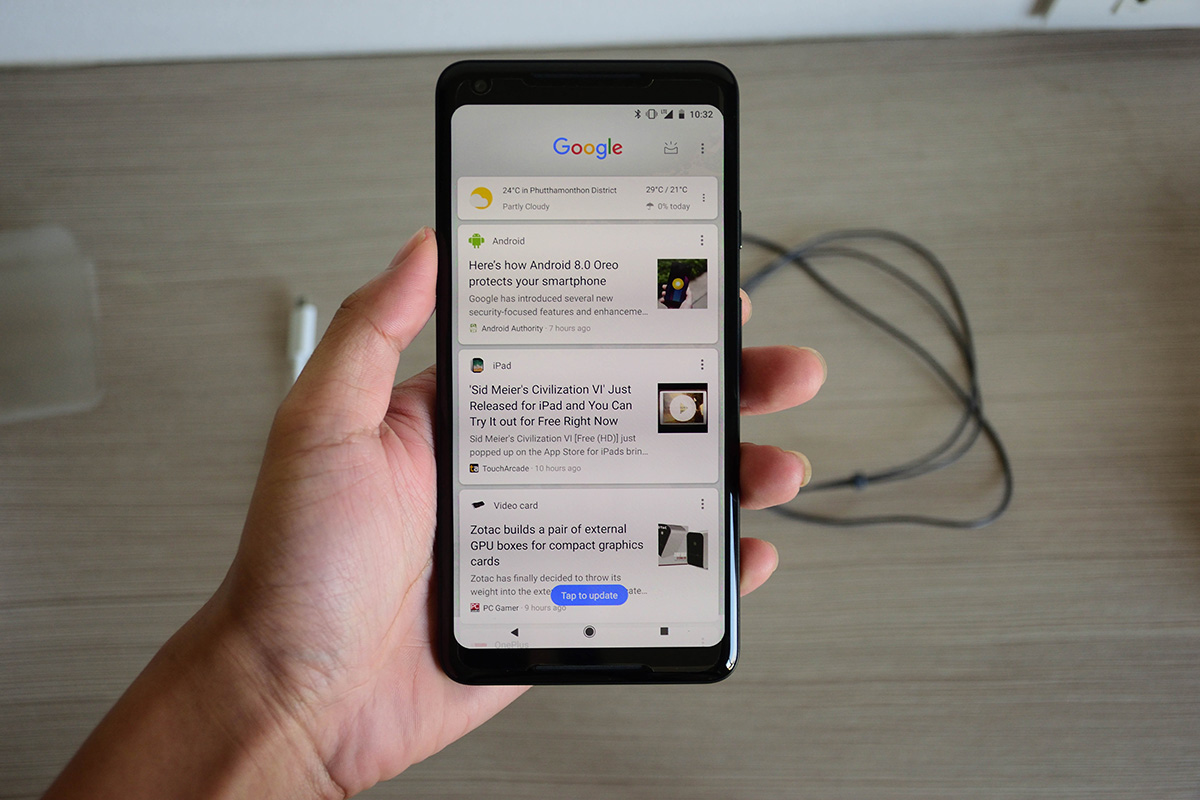 LTE 10:32
Google
24°C in Phutthamonthon District 29°C / 21°C
Partly Cloudy 0% today
Android
Here's how Android 8.0 Oreo
protects your smartphone
Google has introduced several new
security-focused features and enhanceme…
Android Authority · 7 hours ago
iPad
'Sid Meier's Civilization VI' Just
Released for iPad and You Can
Try It out for Free Right Now
Sid Meier's Civilization VI [Free (HD)] just
popped up on the App Store for iPads brin…
TouchArcade · 10 hours ago
Video card
Zotac builds a pair of external
GPU boxes for compact graphics
cards
Zotac has finally decided to throw its
weight into the exte ate…
Tap to update
PC Gamer · 9 hours ago
OnePlus